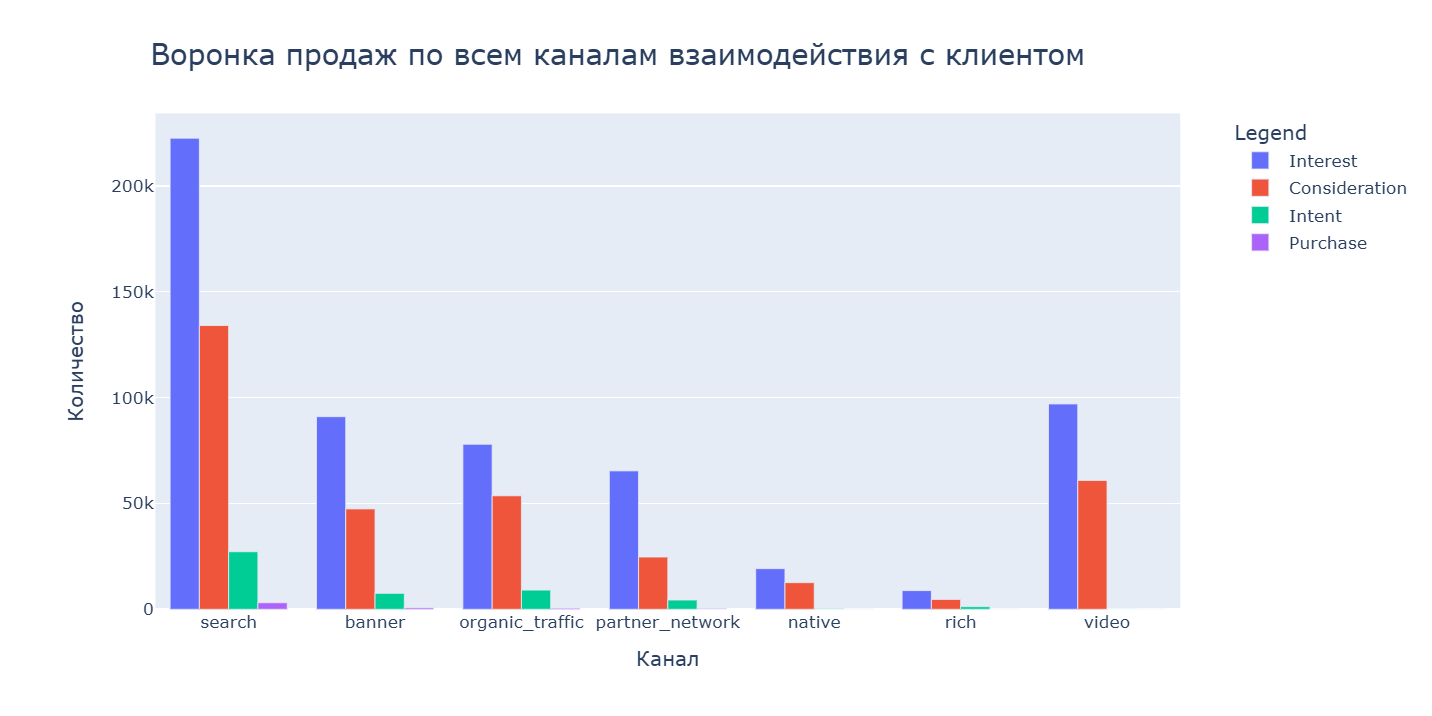 Воронка продаж по всем каналам взаимодействия с клиентом
Legend
Interest
Consideration
Intent
Purchase
Количество
200k
150k
100k
50k
0
search banner organic_traffic partner_network native rich video
Канал